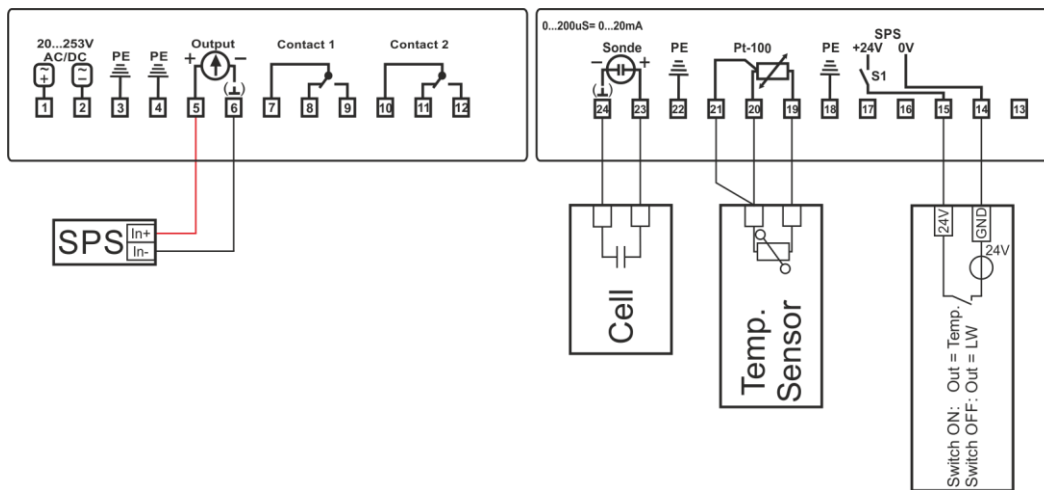 20...253V
AC/DC
PE
PE
Output
Contact 1
Contact 2
~
+
~
−
+
−
(⊥)
1
2
3
4
5
6
7
8
9
10
11
12
0...200uS= 0...20mA
Sonde
PE
Pt-100
PE
SPS
+24V 0V
−
+
S1
(⊥)
24
23
22
21
20
19
18
17
16
15
14
13
SPS
In+
In-
Cell
Temp.
Sensor
24V
GND
24V
Switch ON: Out = Temp.
Switch OFF: Out = LW